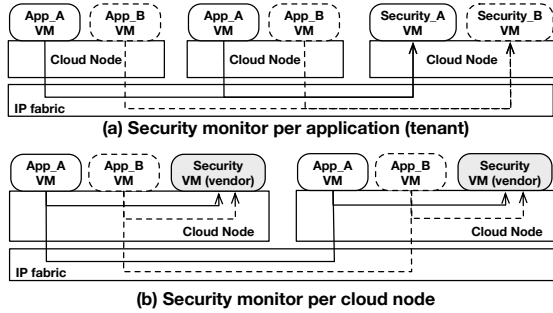 App_A VM
App_B VM
App_A VM
App_B VM
Security_A VM
Security_B VM
Cloud Node
Cloud Node
Cloud Node
IP fabric
(a) Security monitor per application (tenant)
App_A VM
App_B VM
Security VM (vendor)
App_A VM
App_B VM
Security VM (vendor)
Cloud Node
Cloud Node
IP fabric
(b) Security monitor per cloud node